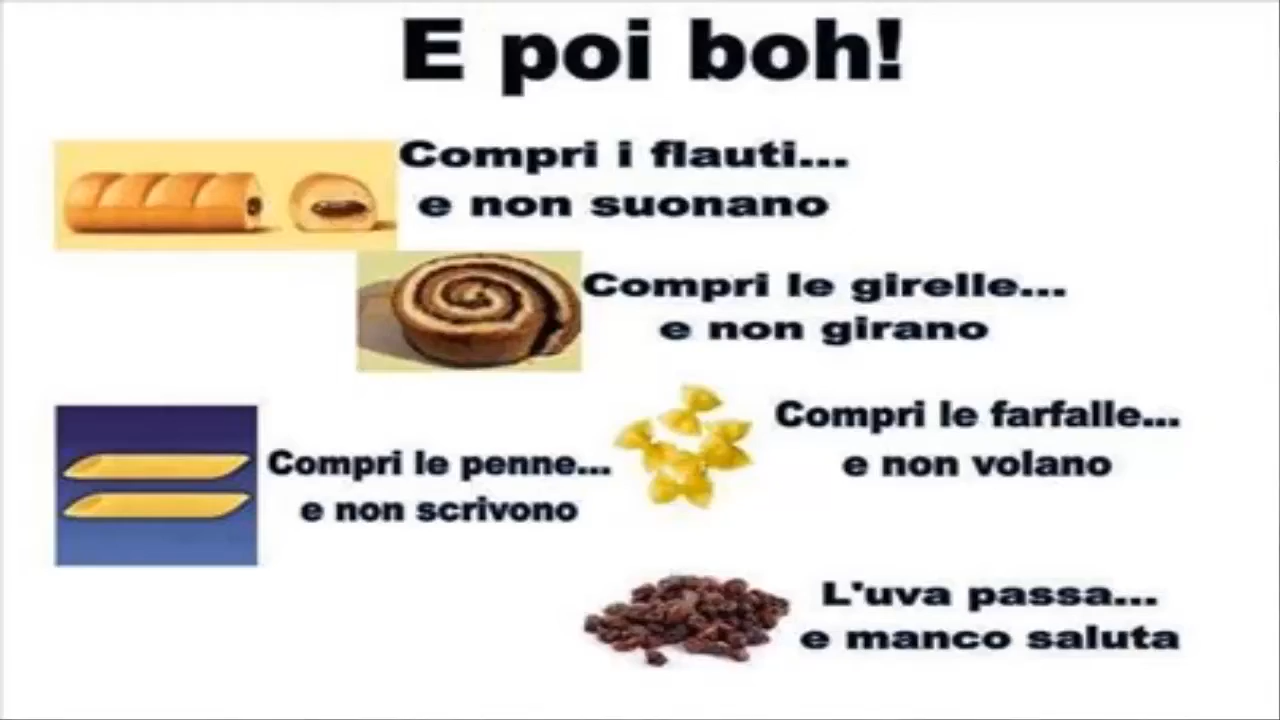 E poi boh!
Compri i flauti...
e non suonano
Compri le girelle...
e non girano
Compri le penne...
e non scrivono
Compri le farfalle...
e non volano
L'uva passa...
e manco saluta